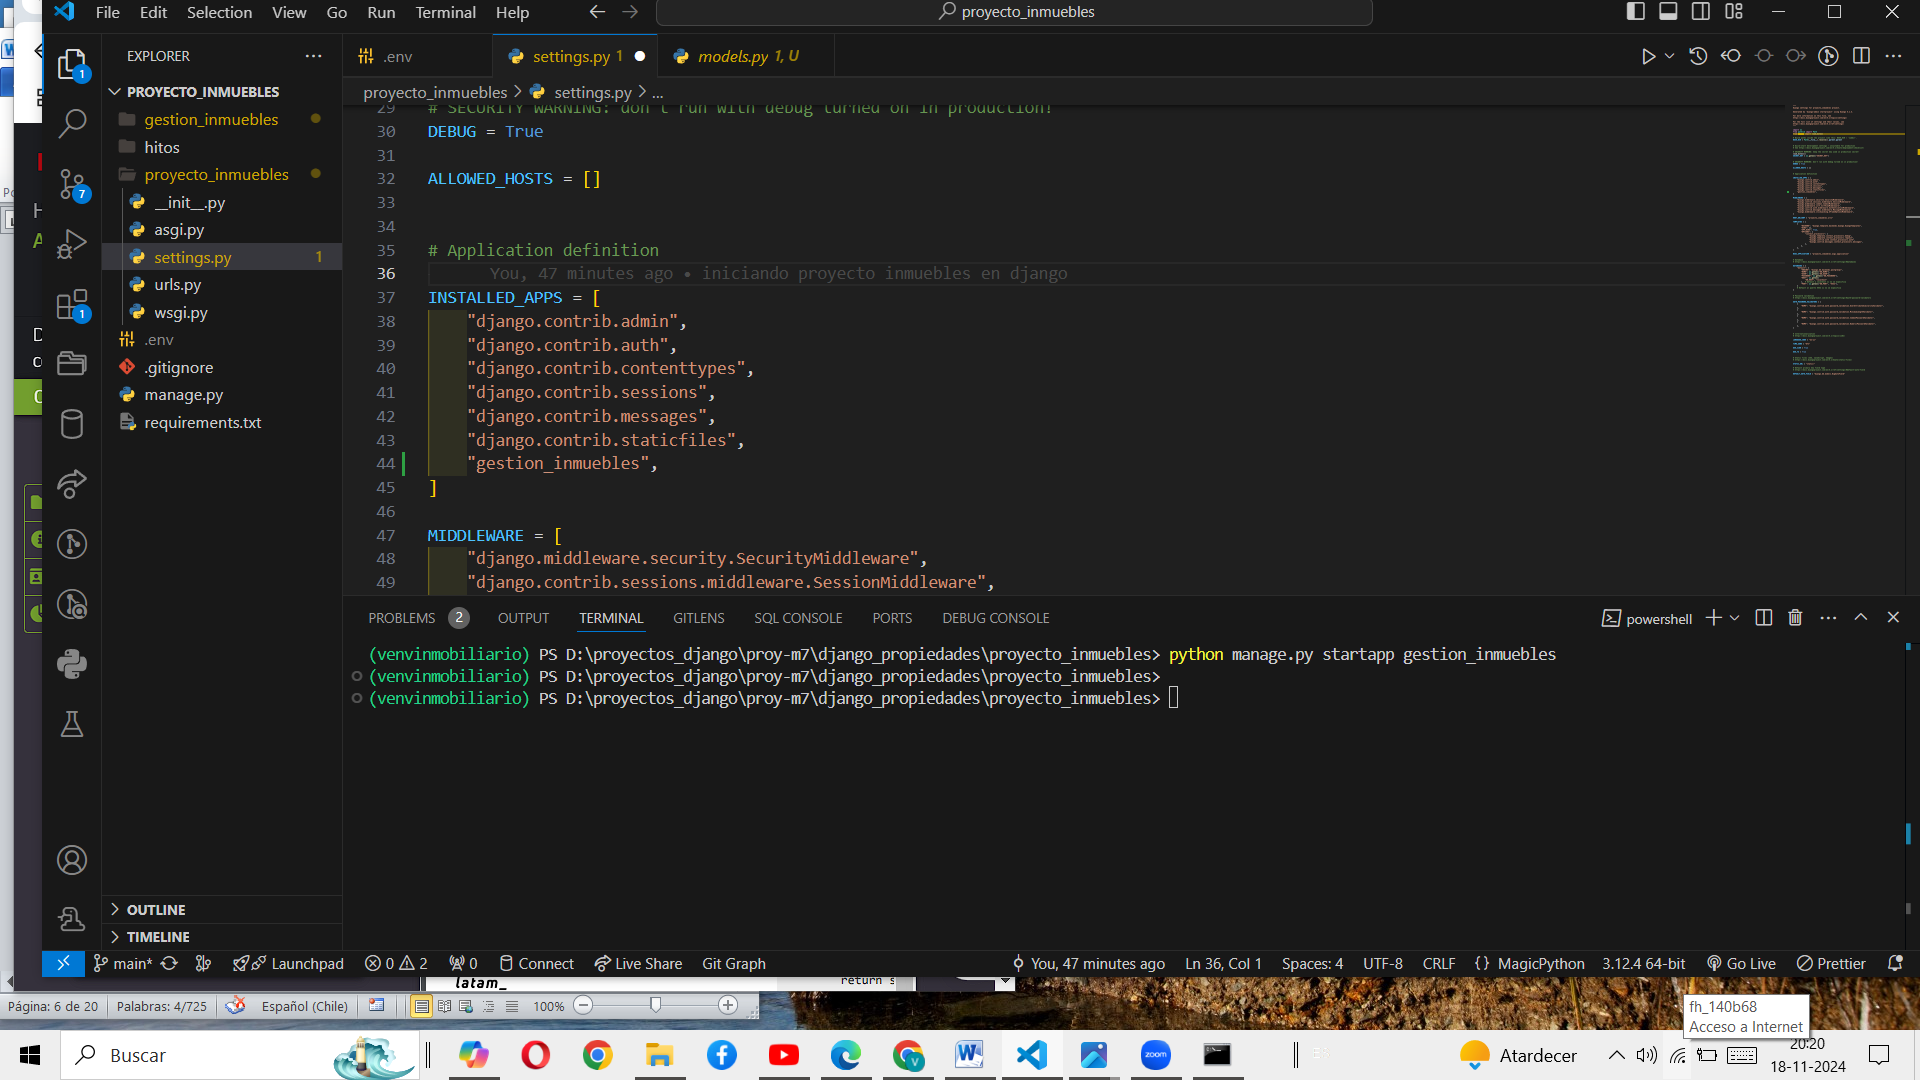 File Edit Selection View Go Run Terminal Help
proyecto_inmuebles
EXPLORER
PROYECTO_INMUEBLES
gestion_inmuebles
hitos
proyecto_inmuebles
__init__.py
asgi.py
settings.py 1
urls.py
wsgi.py
.env
.gitignore
manage.py
requirements.txt
OUTLINE
TIMELINE
1
7
1
.env
settings.py 1
models.py 1, U
proyecto_inmuebles > settings.py > ...
29 # SECURITY WARNING: don't run with debug turned on in production!
30 DEBUG = True
31
32 ALLOWED_HOSTS = []
33
34
35 # Application definition
36 You, 47 minutes ago • iniciando proyecto inmuebles en django
37 INSTALLED_APPS = [
38 "django.contrib.admin",
39 "django.contrib.auth",
40 "django.contrib.contenttypes",
41 "django.contrib.sessions",
42 "django.contrib.messages",
43 "django.contrib.staticfiles",
44 "gestion_inmuebles",
45 ]
46
47 MIDDLEWARE = [
48 "django.middleware.security.SecurityMiddleware",
49 "django.contrib.sessions.middleware.SessionMiddleware",
PROBLEMS 2 OUTPUT TERMINAL GITLENS SQL CONSOLE PORTS DEBUG CONSOLE
powershell
(venvinmobiliario) PS D:\proyectos_django\proy-m7\django_propiedades\proyecto_inmuebles> python manage.py startapp gestion_inmuebles
(venvinmobiliario) PS D:\proyectos_django\proy-m7\django_propiedades\proyecto_inmuebles>
(venvinmobiliario) PS D:\proyectos_django\proy-m7\django_propiedades\proyecto_inmuebles>
main* Launchpad 0 2 0 Connect Live Share Git Graph You, 47 minutes ago Ln 36, Col 1 Spaces: 4 UTF-8 CRLF {} MagicPython 3.12.4 64-bit Go Live Prettier
latam_
return s
Página: 6 de 20 Palabras: 4/725 Español (Chile) 100%
fh_140b68
Acceso a Internet
Buscar
zoom
Atardecer
20:20
18-11-2024